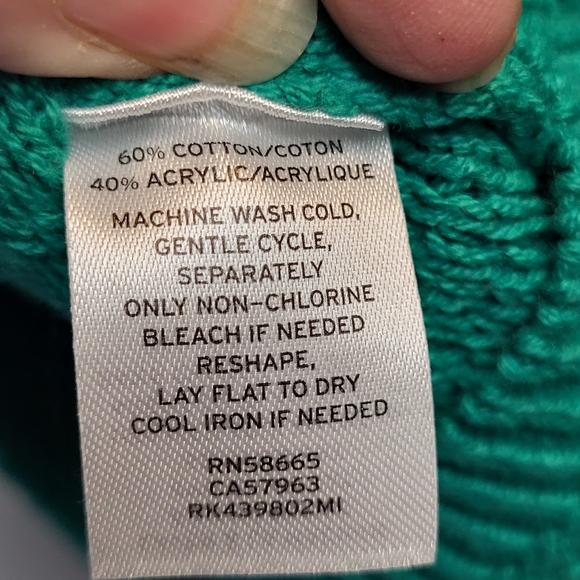 60% COTTON/COTON
40% ACRYLIC/ACRYLIQUE
MACHINE WASH COLD,
GENTLE CYCLE,
SEPARATELY
ONLY NON-CHLORINE
BLEACH IF NEEDED
RESHAPE,
LAY FLAT TO DRY
COOL IRON IF NEEDED
RN58665
CA57963
RK439802MI